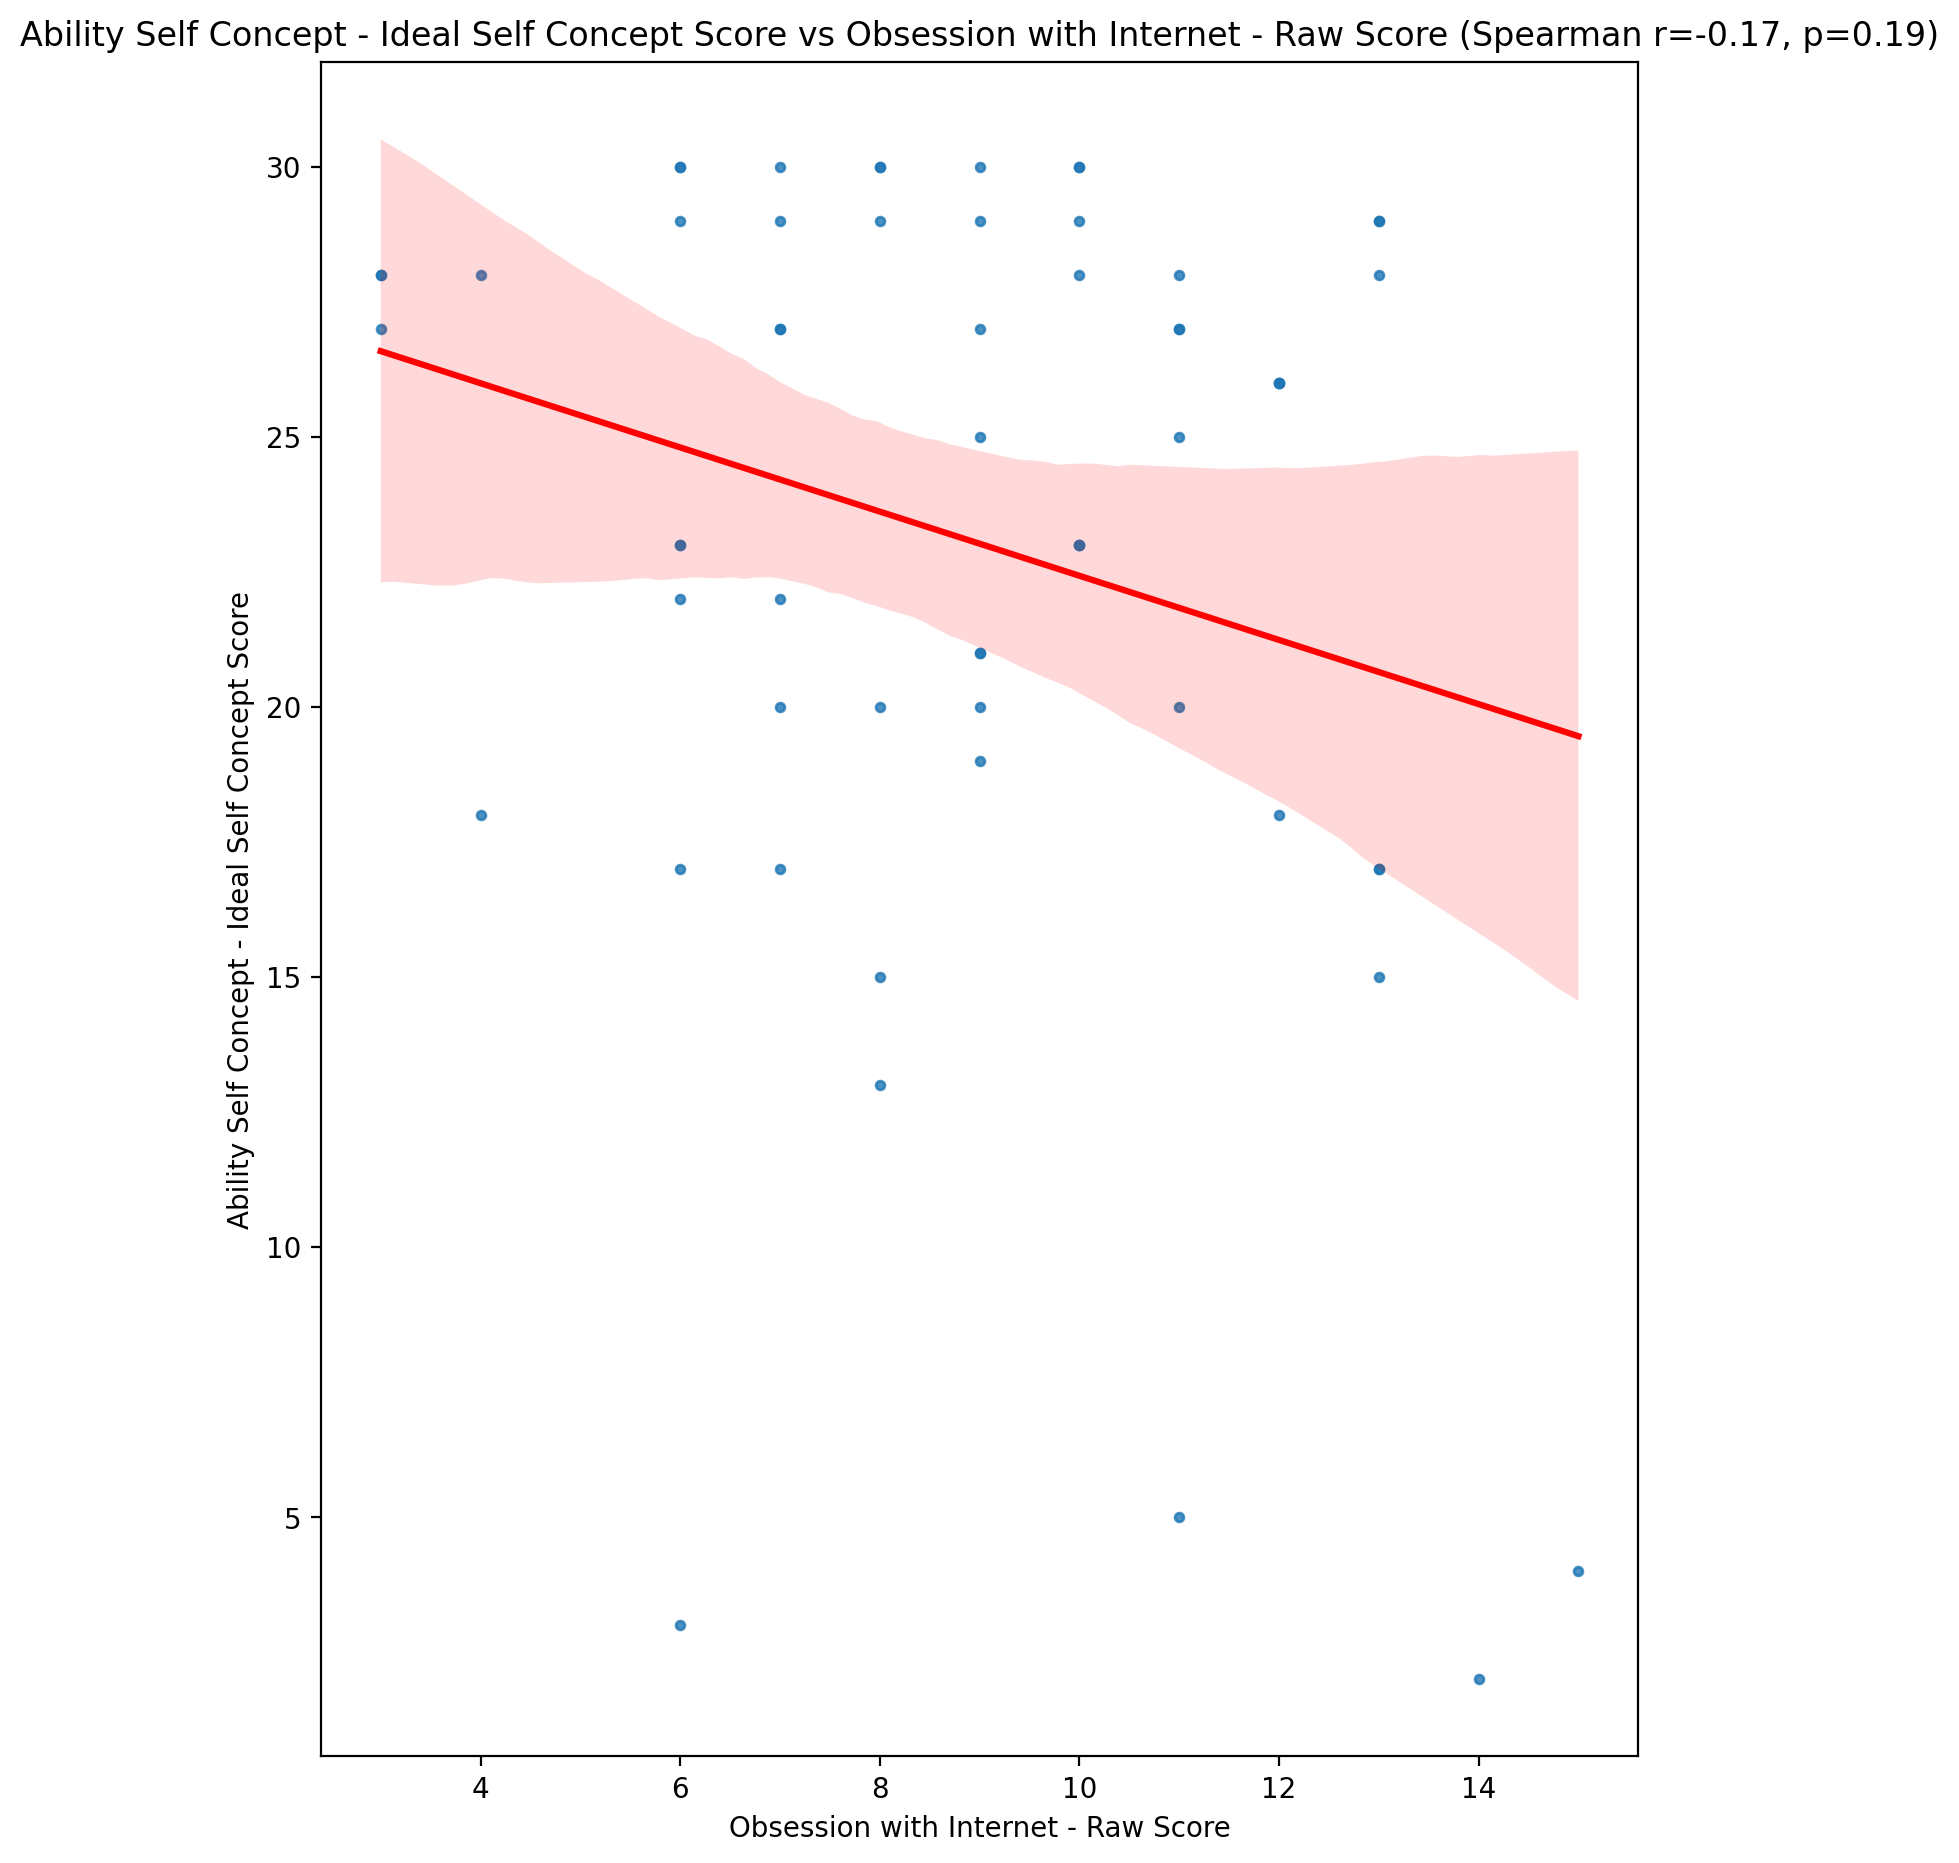 Ability Self Concept - Ideal Self Concept Score vs Obsession with Internet - Raw Score (Spearman r=-0.17, p=0.19)
Ability Self Concept - Ideal Self Concept Score
30
25
20
15
10
5
4 6 8 10 12 14
Obsession with Internet - Raw Score